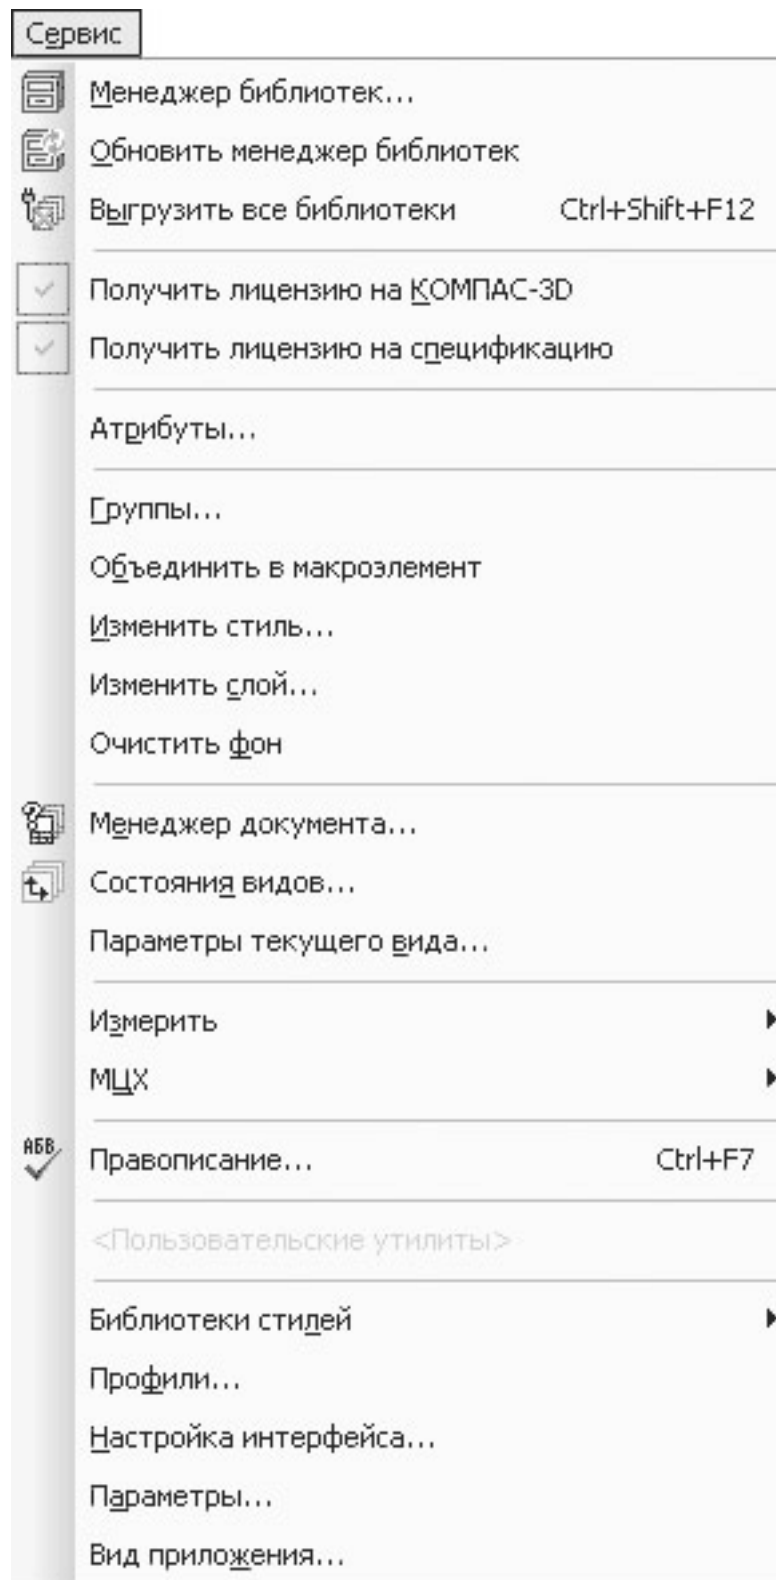 Сервис
Менеджер библиотек...
Обновить менеджер библиотек
Выгрузить все библиотеки Ctrl+Shift+F12
Получить лицензию на КОМПАС-3D
Получить лицензию на спецификацию
Атрибуты...
Группы...
Объединить в макроэлемент
Изменить стиль...
Изменить слой...
Очистить фон
Менеджер документа...
Состояния видов...
Параметры текущего вида...
Измерить
МЦХ
АБВ Правописание... Ctrl+F7
<Пользовательские утилиты>
Библиотеки стилей
Профили...
Настройка интерфейса...
Параметры...
Вид приложения...